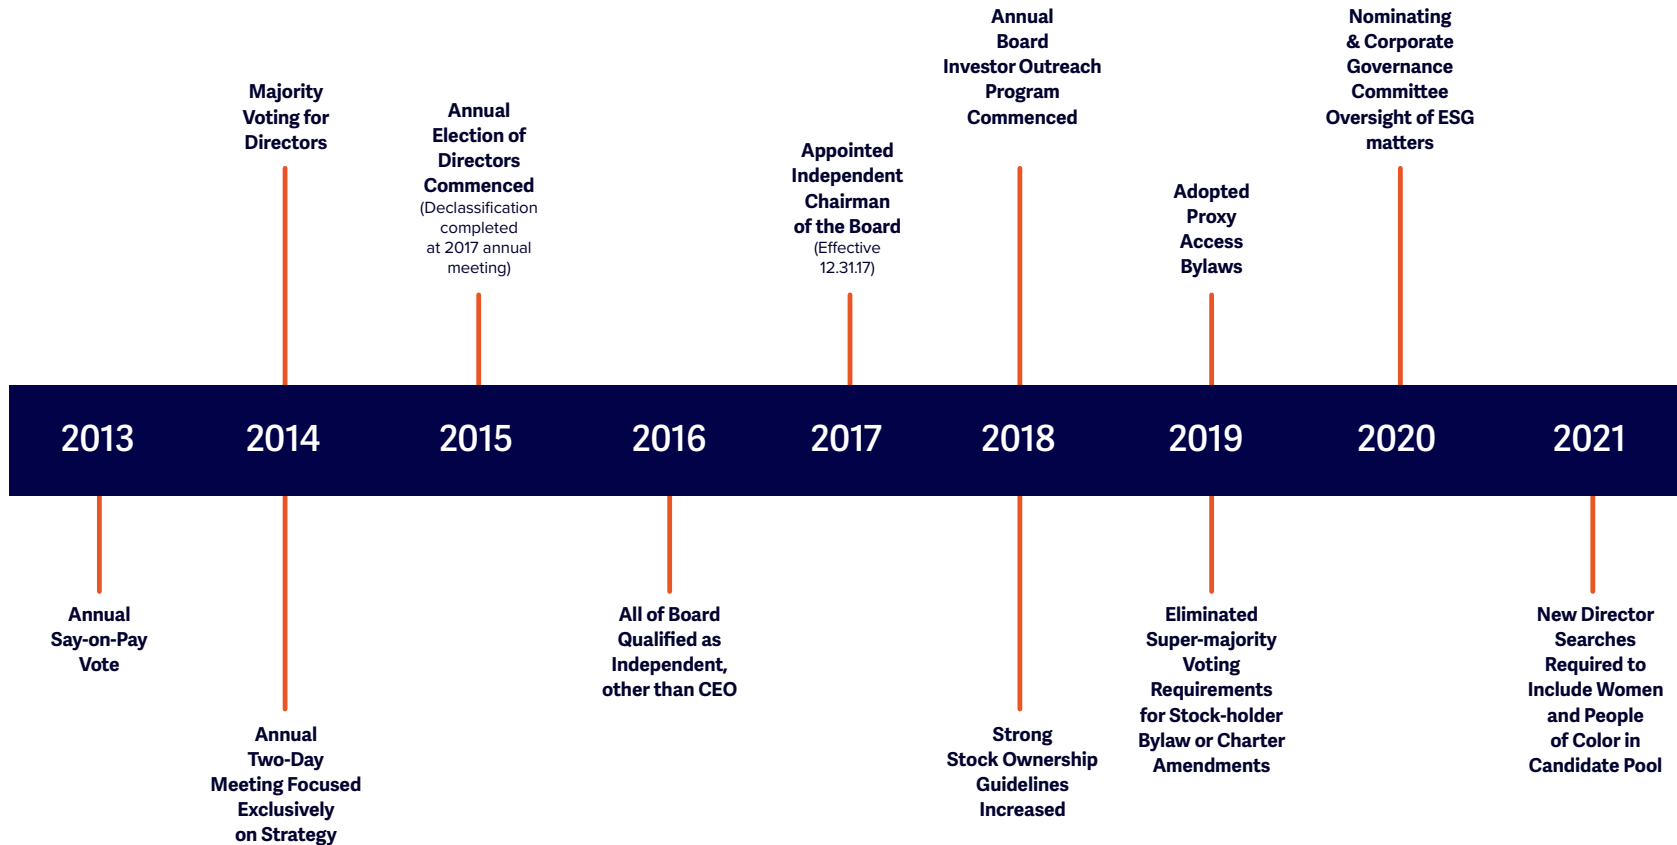 Majority
Voting for
Directors
Annual
Election of
Directors
Commenced
(Declassification
completed
at 2017 annual
meeting)
Appointed
Independent
Chairman
of the Board
(Effective
12.31.17)
Annual
Board
Investor Outreach
Program
Commenced
Adopted
Proxy
Access
Bylaws
Nominating
& Corporate
Governance
Committee
Oversight of ESG
matters
2013
2014
2015
2016
2017
2018
2019
2020
2021
Annual
Say-on-Pay
Vote
Annual
Two-Day
Meeting Focused
Exclusively
on Strategy
All of Board
Qualified as
Independent,
other than CEO
Strong
Stock Ownership
Guidelines
Increased
Eliminated
Super-majority
Voting
Requirements
for Stock-holder
Bylaw or Charter
Amendments
New Director
Searches
Required to
Include Women
and People
of Color in
Candidate Pool